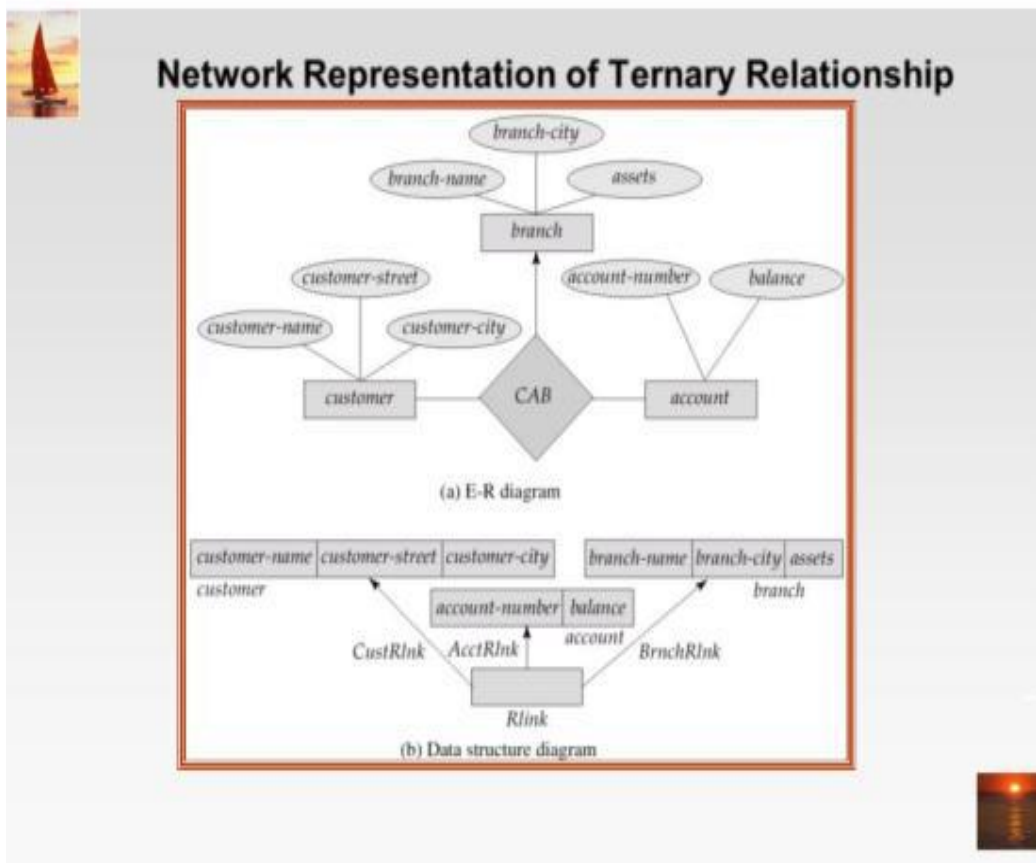 Network Representation of Ternary Relationship
branch-city
branch-name
assets
branch
customer-street
account-number
balance
customer-name
customer-city
customer
CAB
account
(a) E-R diagram
customer-name customer-street customer-city
branch-name branch-city assets
customer
branch
account-number balance
account
CustRlnk
AcctRlnk
BrnchRlnk
Rlink
(b) Data structure diagram